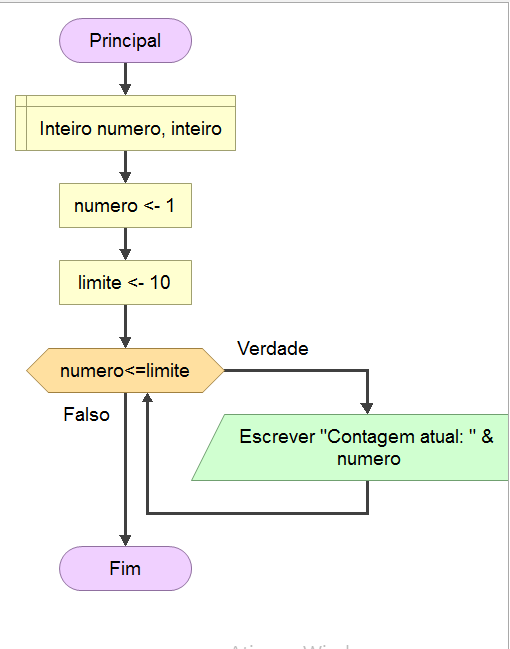 Principal
Inteiro numero, inteiro
numero <- 1
limite <- 10
numero<=limite
Verdade
Falso
Escrever "Contagem atual: " &
numero
Fim